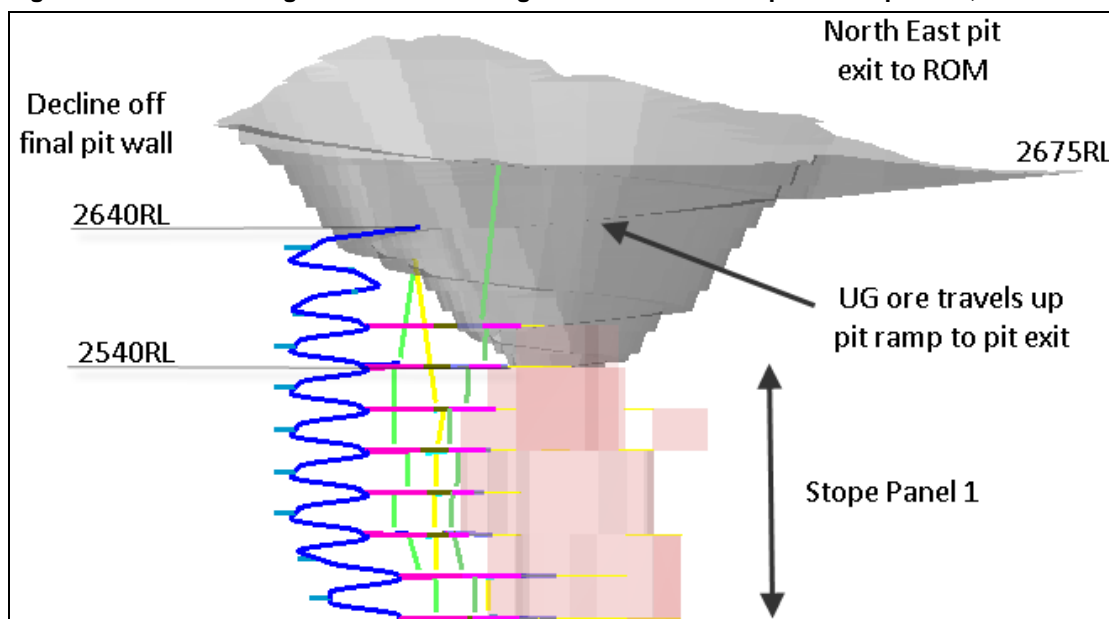 North East pit
exit to ROM
Decline off
final pit wall
2675RL
2640RL
UG ore travels up
pit ramp to pit exit
2540RL
Stope Panel 1